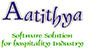 Aatithya
Software Solution
for hospitality Industry